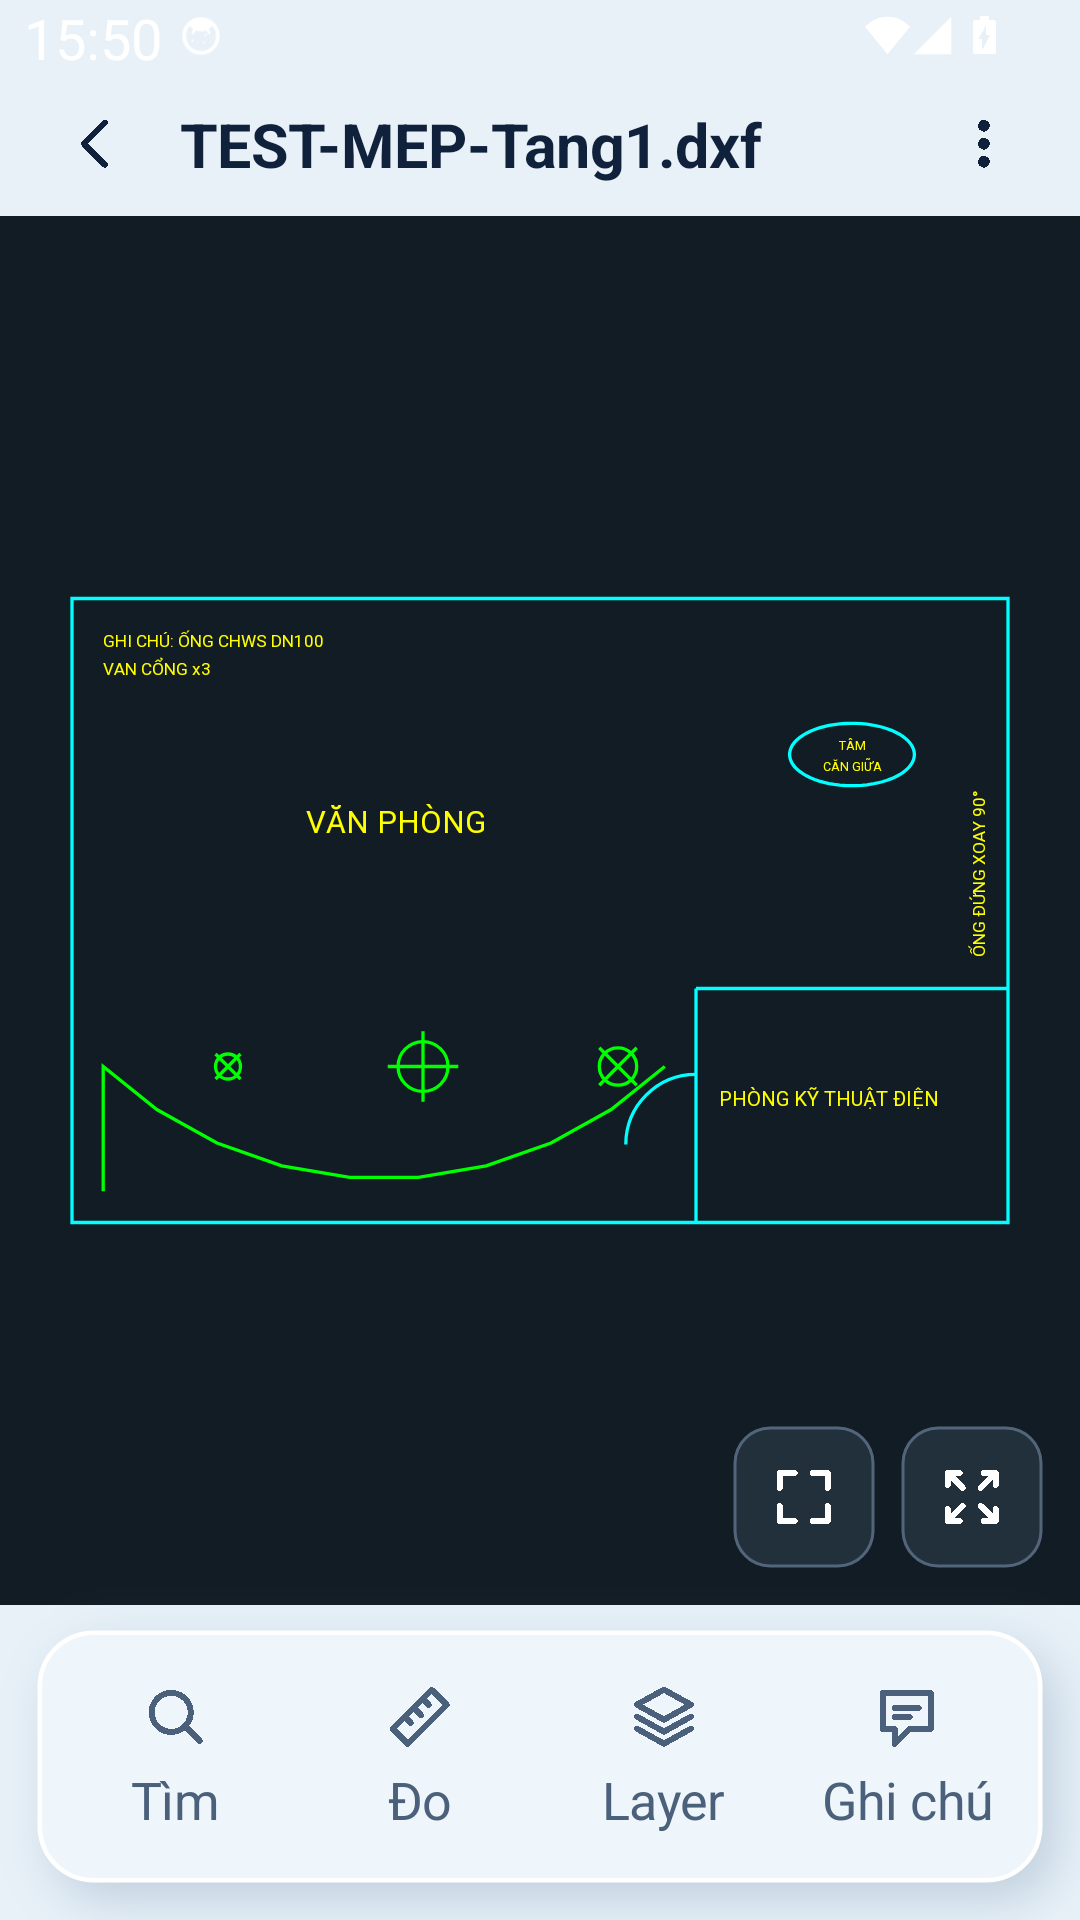 15:50
TEST-MEP-Tang1.dxf
GHI CHÚ: ỐNG CHWS DN100
VAN CỔNG x3
TÂM
CĂN GIỮA
VĂN PHÒNG
ỐNG ĐỨNG XOAY 90°
PHÒNG KỸ THUẬT ĐIỆN
Tìm
Đo
Layer
Ghi chú